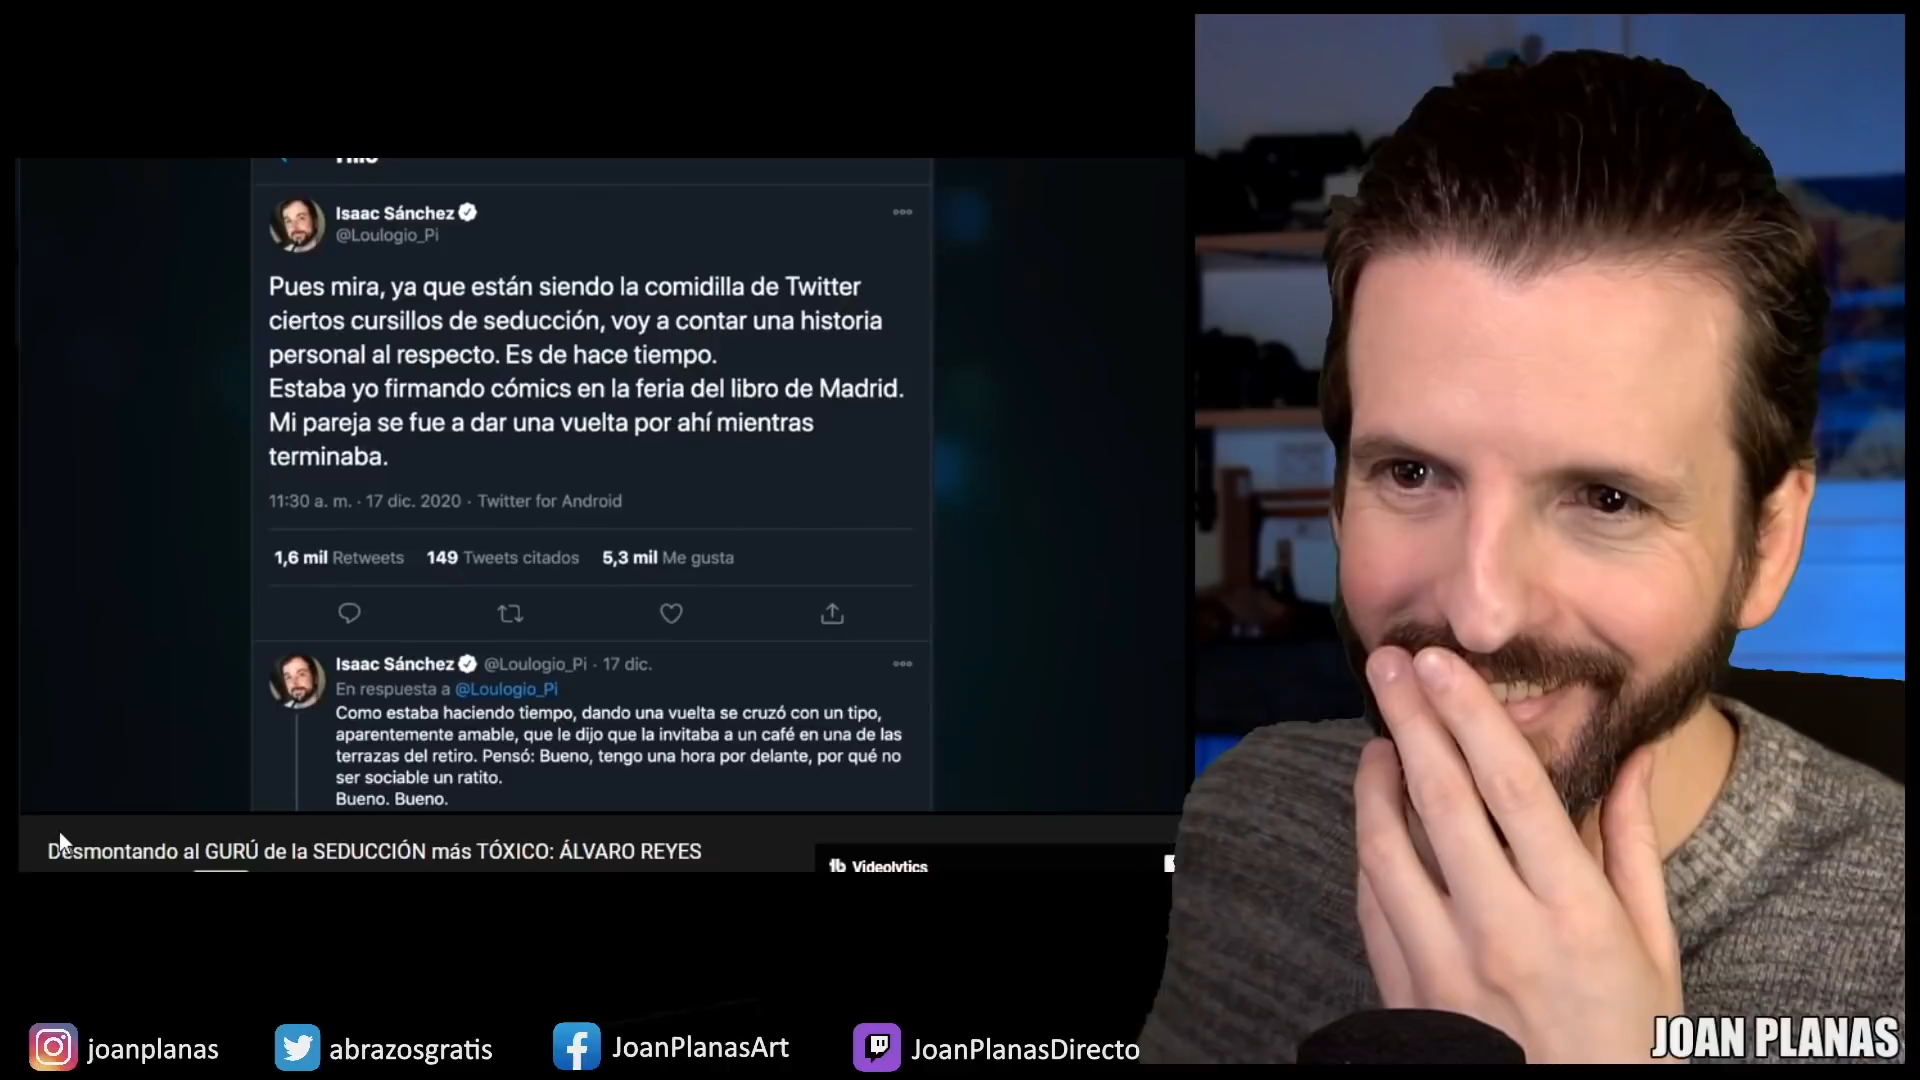 Hilo
Isaac Sánchez
@Loulogio_Pi
Pues mira, ya que están siendo la comidilla de Twitter
ciertos cursillos de seducción, voy a contar una historia
personal al respecto. Es de hace tiempo.
Estaba yo firmando cómics en la feria del libro de Madrid.
Mi pareja se fue a dar una vuelta por ahí mientras
terminaba.
11:30 a. m. · 17 dic. 2020 · Twitter for Android
1,6 mil Retweets 149 Tweets citados 5,3 mil Me gusta
Isaac Sánchez @Loulogio_Pi · 17 dic.
En respuesta a @Loulogio_Pi
Como estaba haciendo tiempo, dando una vuelta se cruzó con un tipo,
aparentemente amable, que le dijo que la invitaba a un café en una de las
terrazas del retiro. Pensó: Bueno, tengo una hora por delante, por qué no
ser sociable un ratito.
Bueno. Bueno.
Desmontando al GURÚ de la SEDUCCIÓN más TÓXICO: ÁLVARO REYES
Videolytics
joanplanas
abrazosgratis
JoanPlanasArt
JoanPlanasDirecto
JOAN PLANAS